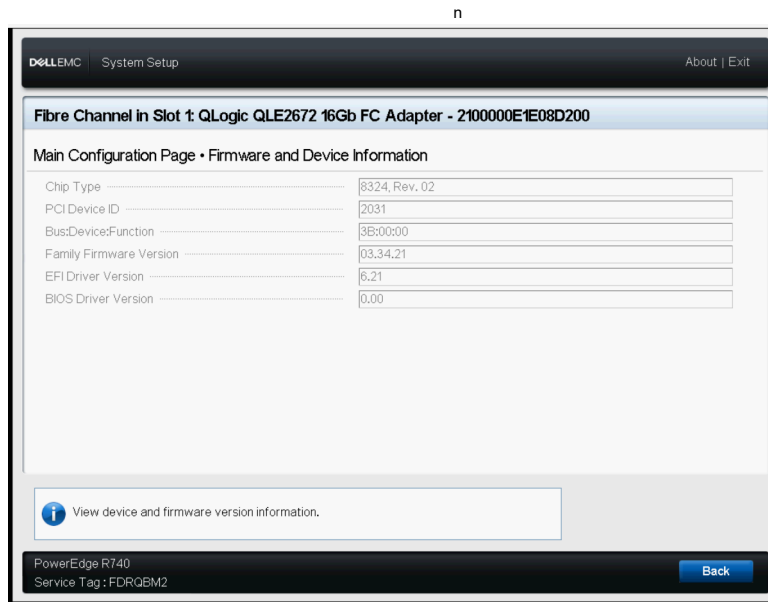 n
DELLEMC System Setup About | Exit
Fibre Channel in Slot 1: QLogic QLE2672 16Gb FC Adapter - 2100000E1E08D200
Main Configuration Page • Firmware and Device Information
Chip Type 8324, Rev. 02
PCI Device ID 2031
Bus:Device:Function 3B:00:00
Family Firmware Version 03.34.21
EFI Driver Version 6.21
BIOS Driver Version 0.00
View device and firmware version information.
PowerEdge R740
Service Tag : FDRQBM2
Back